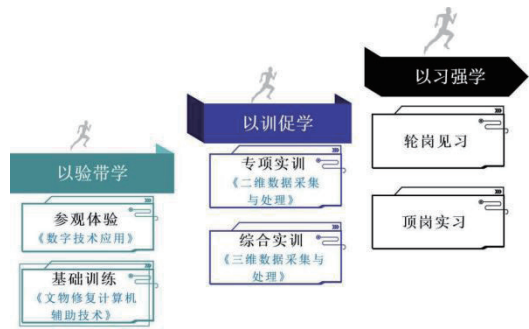 以验带学
参观体验
《数字技术应用》
基础训练
《文物修复计算机
辅助技术》
以训促学
专项实训
《二维数据采集
与处理》
综合实训
《三维数据采集与
处理》
以习强学
轮岗见习
顶岗实习